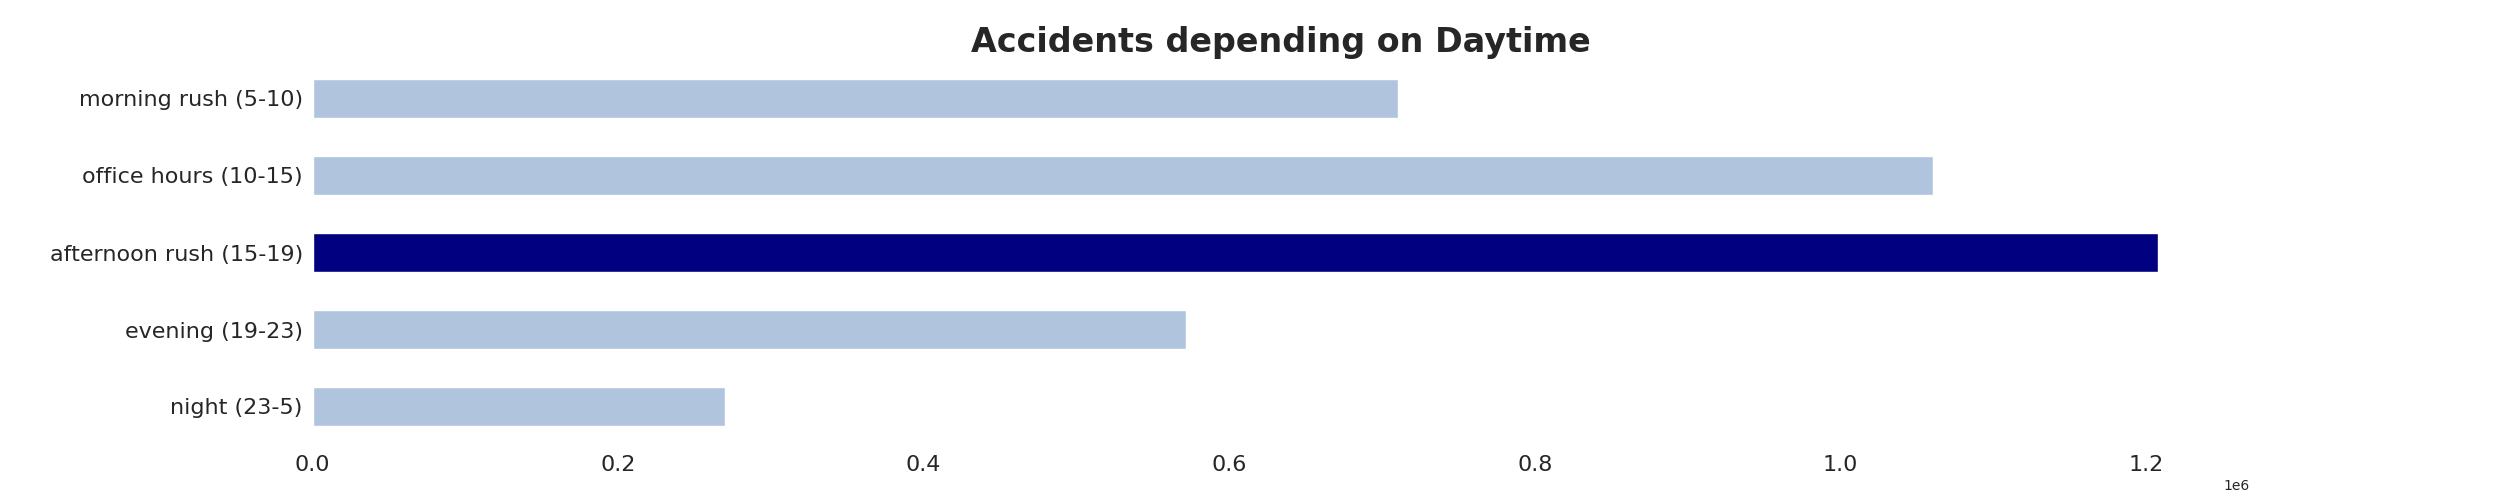 Accidents depending on Daytime
morning rush (5-10)
office hours (10-15)
afternoon rush (15-19)
evening (19-23)
night (23-5)
0.0 0.2 0.4 0.6 0.8 1.0 1.2
1e6